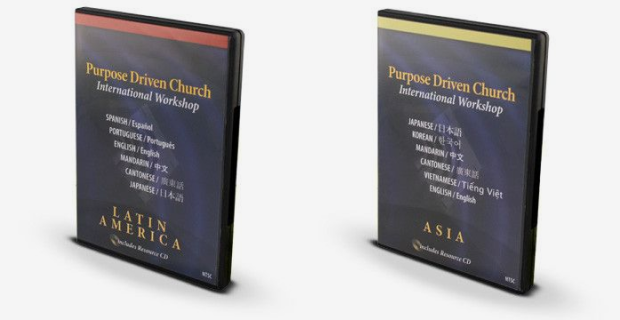 Purpose Driven Church
International Workshop
SPANISH / Español
PORTUGUESE / Português
ENGLISH / English
MANDARIN / 中文
CANTONESE / 廣東話
JAPANESE / 日本語
LATIN
AMERICA
Includes Resource CD
NTSC
Purpose Driven Church
International Workshop
JAPANESE / 日本語
KOREAN / 한국어
MANDARIN / 中文
CANTONESE / 廣東話
VIETNAMESE / Tiếng Việt
ENGLISH / English
ASIA
Includes Resource CD
NTSC